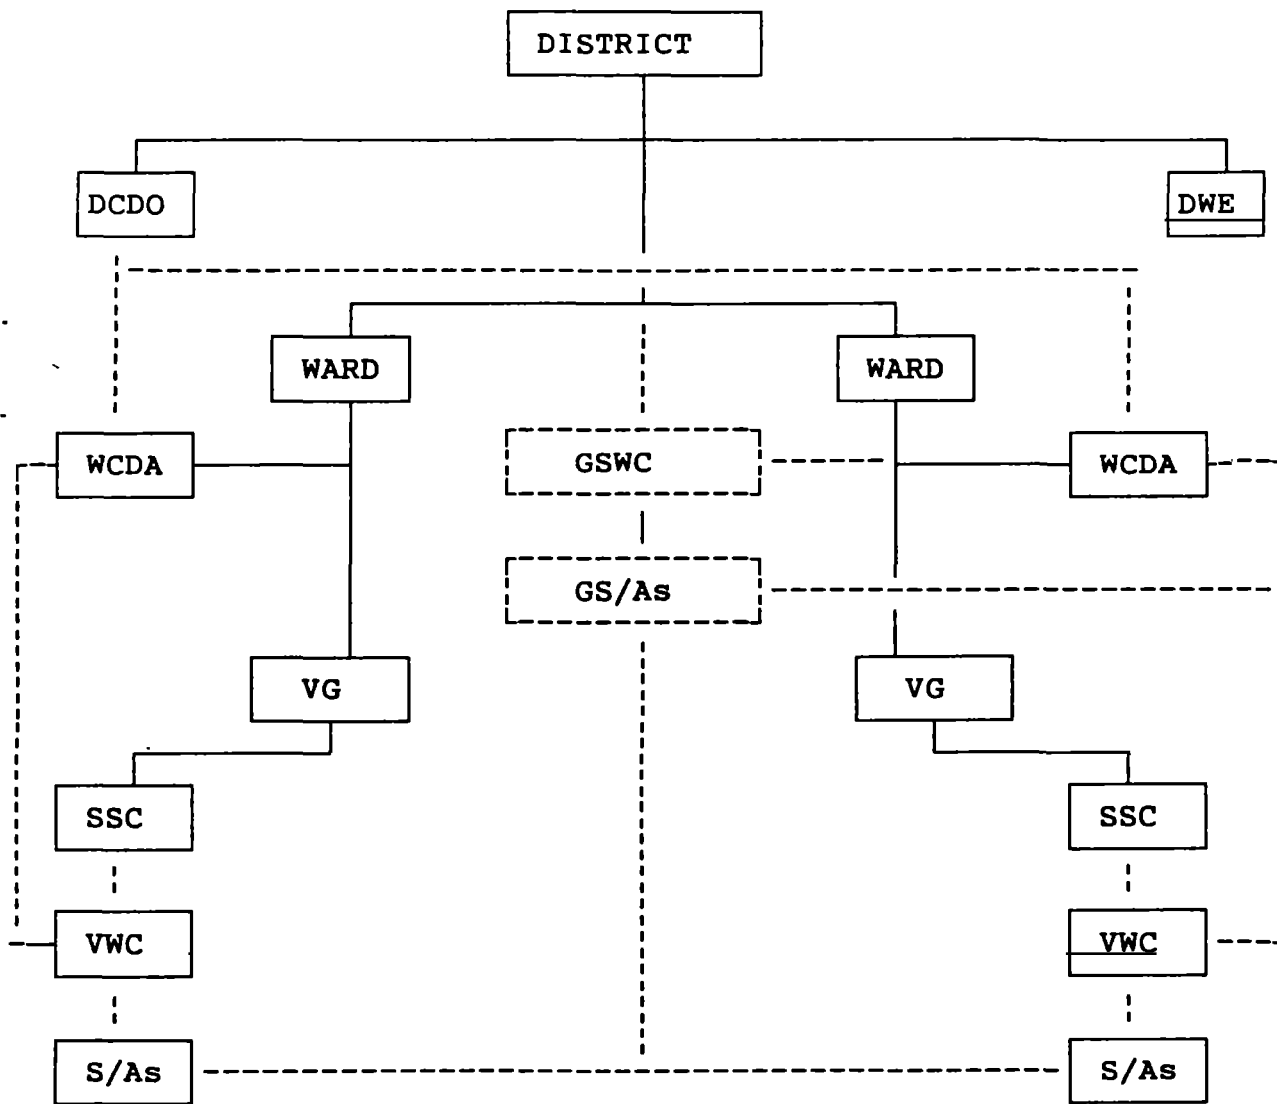 DISTRICT
DCDO
DWE
WARD
WARD
WCDA
GSWC
WCDA
GS/As
VG
VG
SSC
SSC
VWC
VWC
S/As
S/As